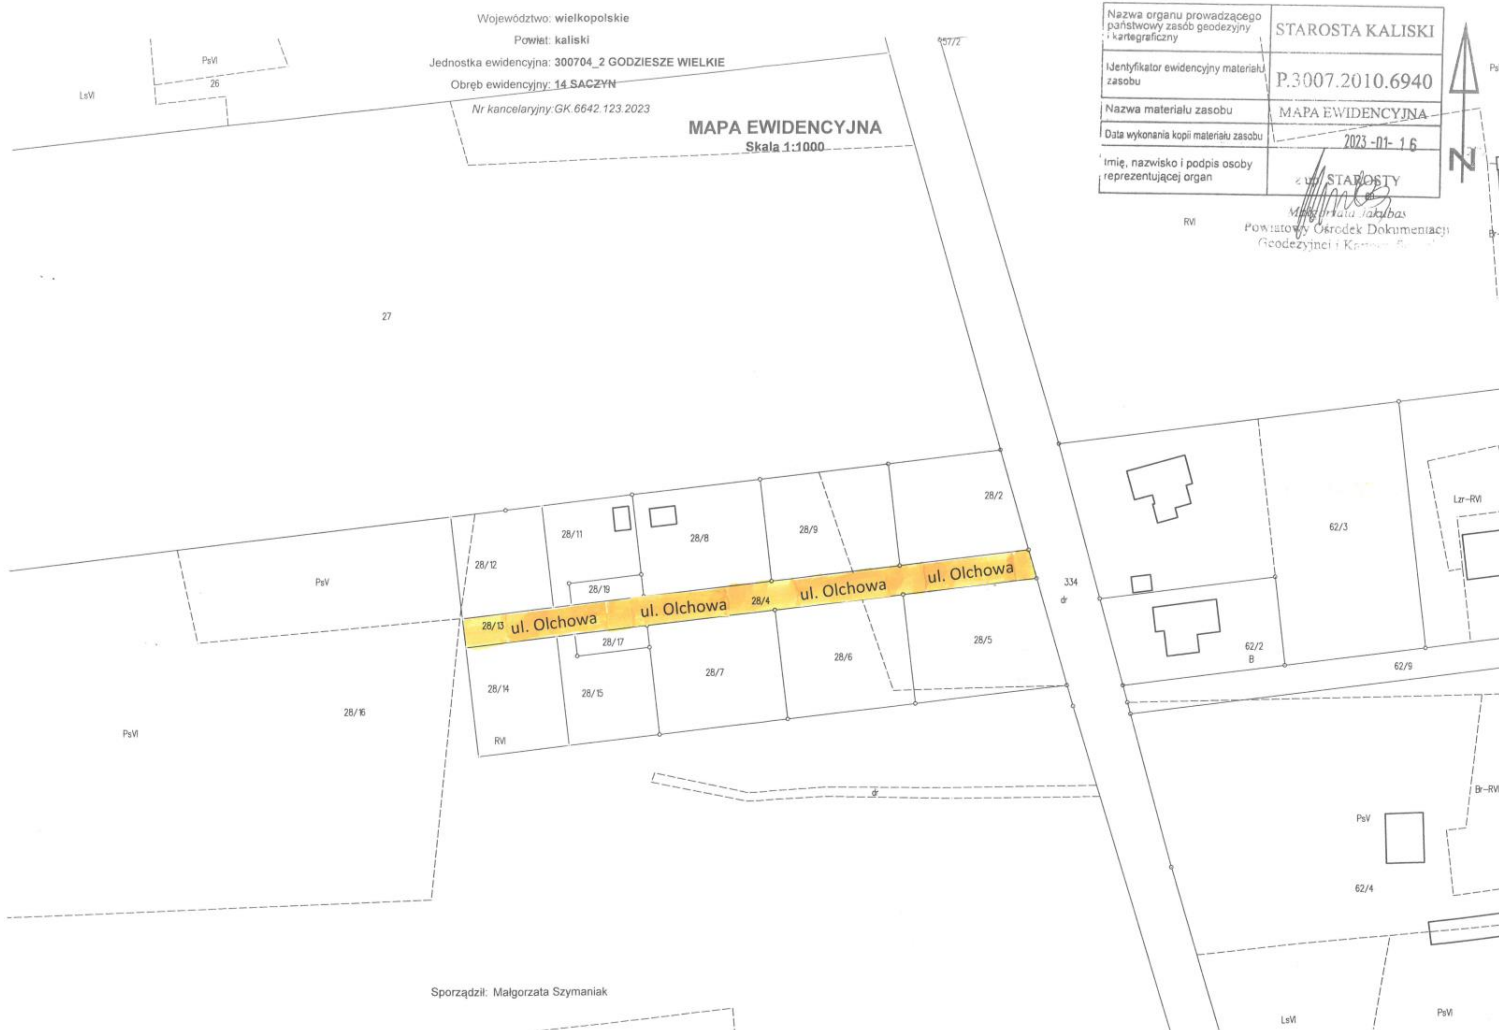 Województwo: wielkopolskie
Powiat: kaliski
Jednostka ewidencyjna: 300704_2 GODZIESZE WIELKIE
Obręb ewidencyjny: 14 SACZYN
Nr kancelaryjny:GK.6642.123.2023
MAPA EWIDENCYJNA
Skala 1:1000
Nazwa organu prowadzącego
państwowy zasób geodezyjny
i kartograficzny
STAROSTA KALISKI
Identyfikator ewidencyjny materiału
zasobu
P.3007.2010.6940
Nazwa materiału zasobu
MAPA EWIDENCYJNA
Data wykonania kopii materiału zasobu
2023 -01- 16
Imię, nazwisko i podpis osoby
reprezentującej organ
z up. STAROSTY
Małgorzata Jakubas
Powiatowy Ośrodek Dokumentacji
Geodezyjnej i
N
PsVI
26
LsVI
57/2
RVI
27
28/2
28/11
28/8
28/9
28/12
PsV
28/19
28/13
ul. Olchowa
ul. Olchowa
28/4
ul. Olchowa
ul. Olchowa
334
dr
28/17
28/7
28/6
28/5
28/14
28/15
28/16
PsVI
RVI
dr
62/3
Lzr-RVI
62/2
B
62/9
Br-RVI
PsV
62/4
LsVI
PsVI
Sporządził: Małgorzata Szymaniak